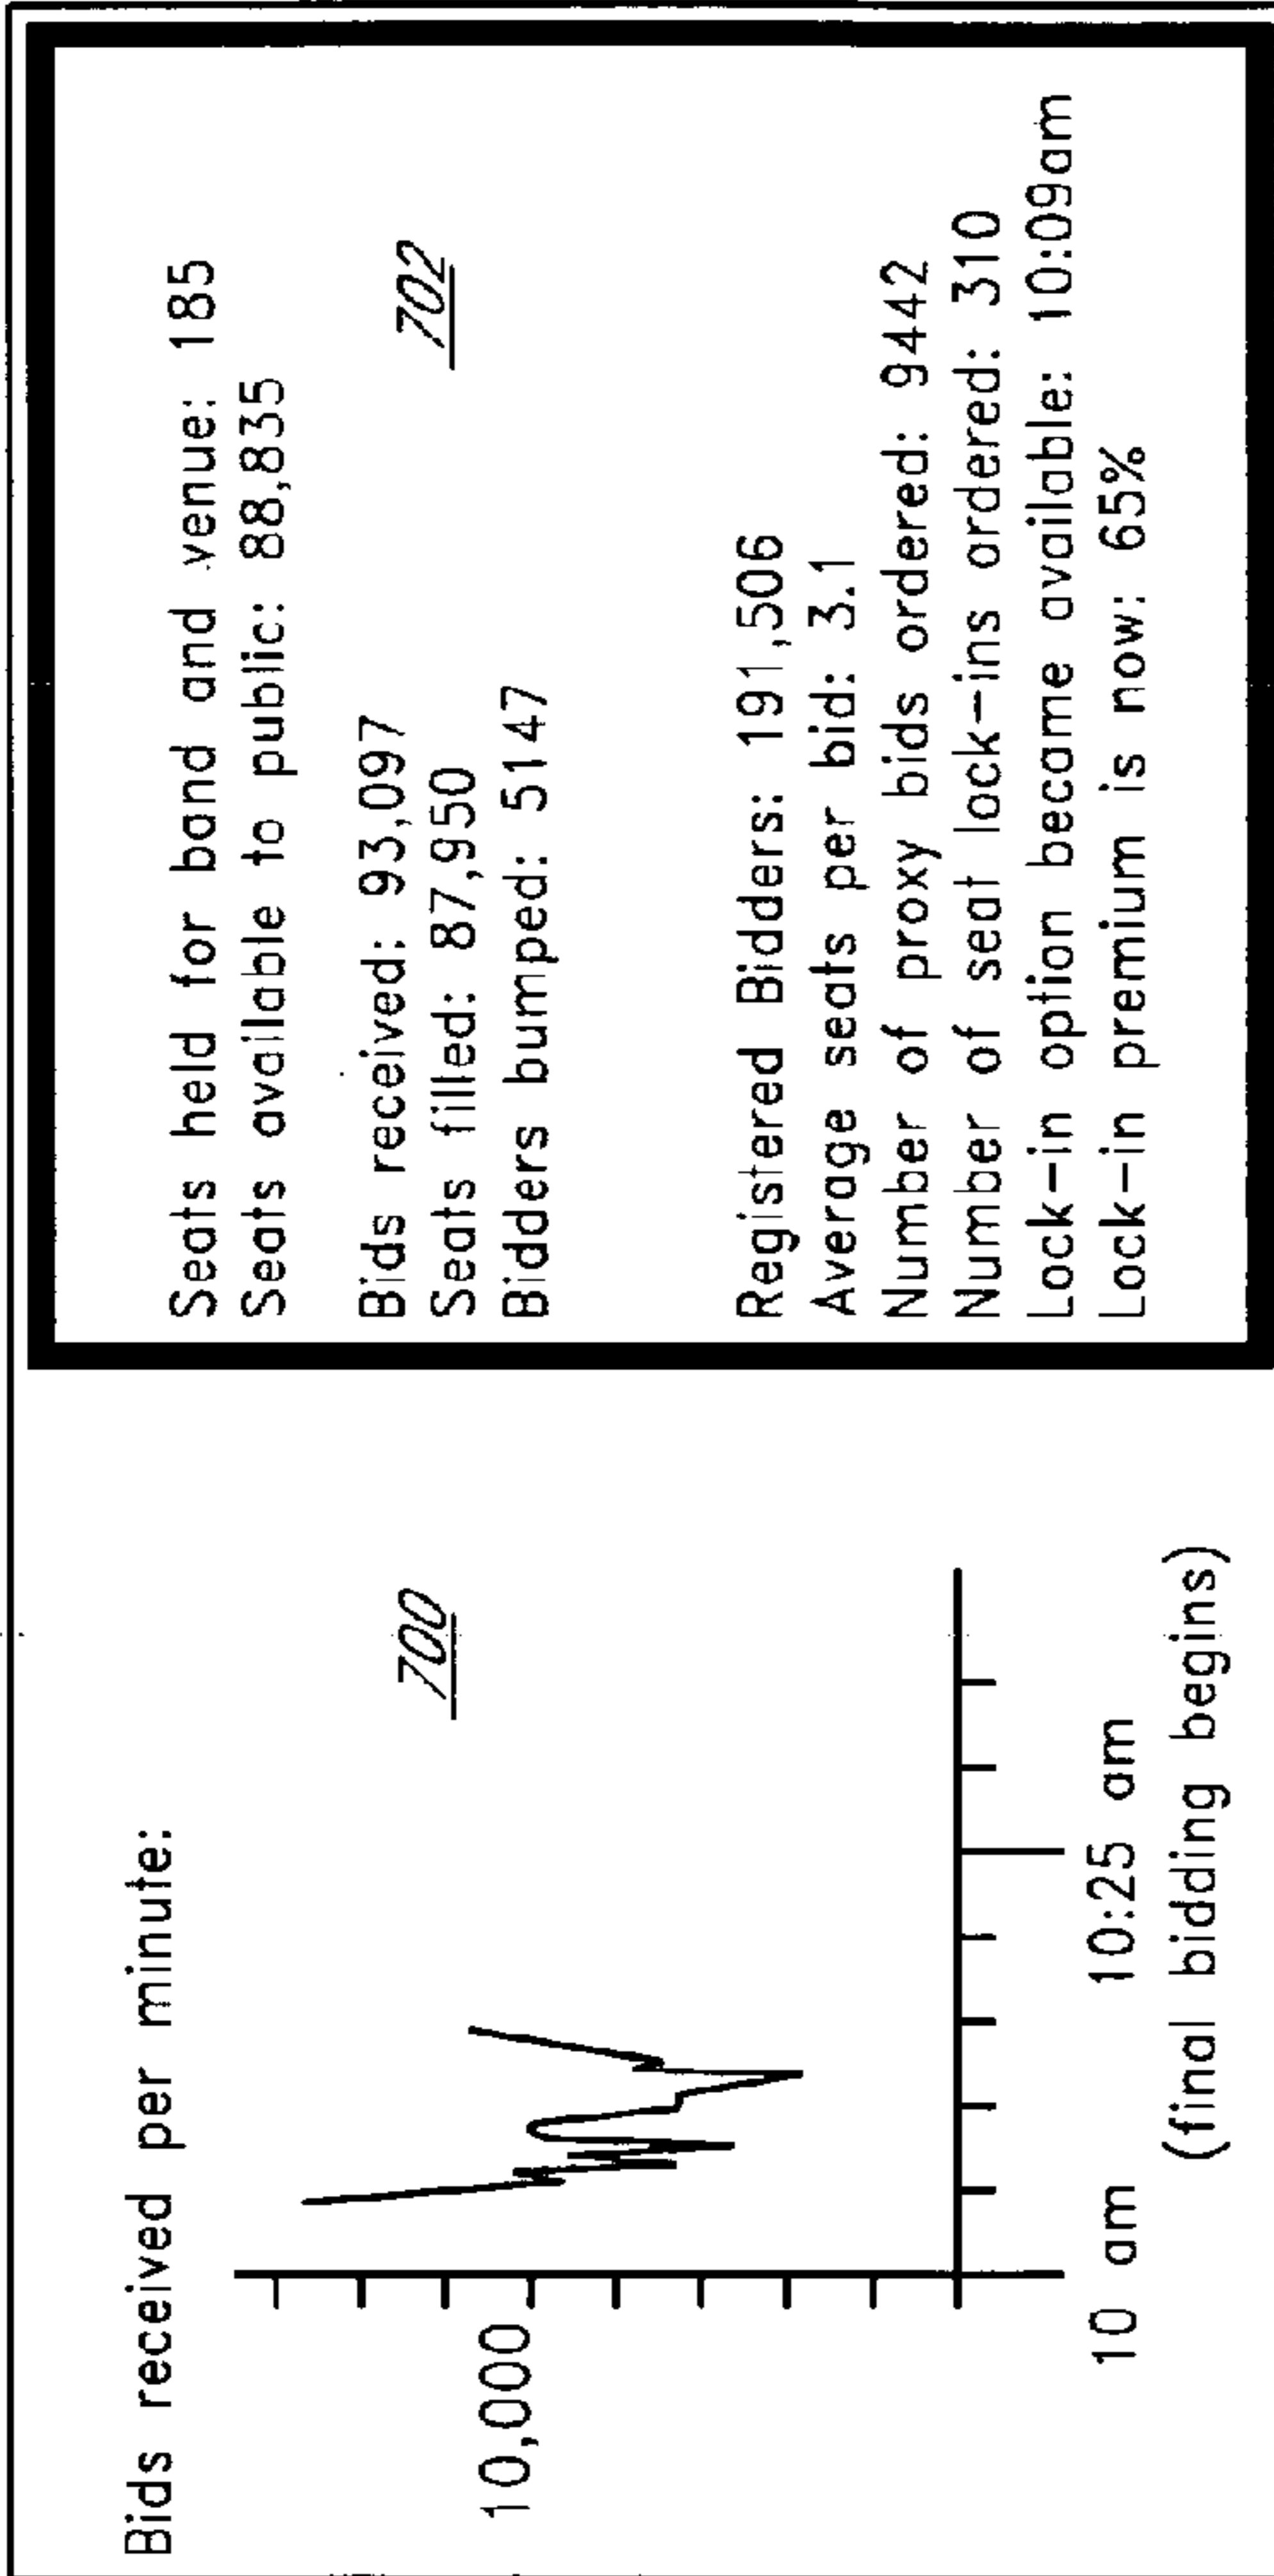 Bids received per minute:
700
10,000
10 am
10:25 am
(final bidding begins)
Seats held for band and venue: 185
Seats available to public: 88,835
702
Bids received: 93,097
Seats filled: 87,950
Bidders bumped: 5147
Registered Bidders: 191,506
Average seats per bid: 3.1
Number of proxy bids ordered: 9442
Number of seat lock-ins ordered: 310
Lock-in option became available: 10:09am
Lock-in premium is now: 65%